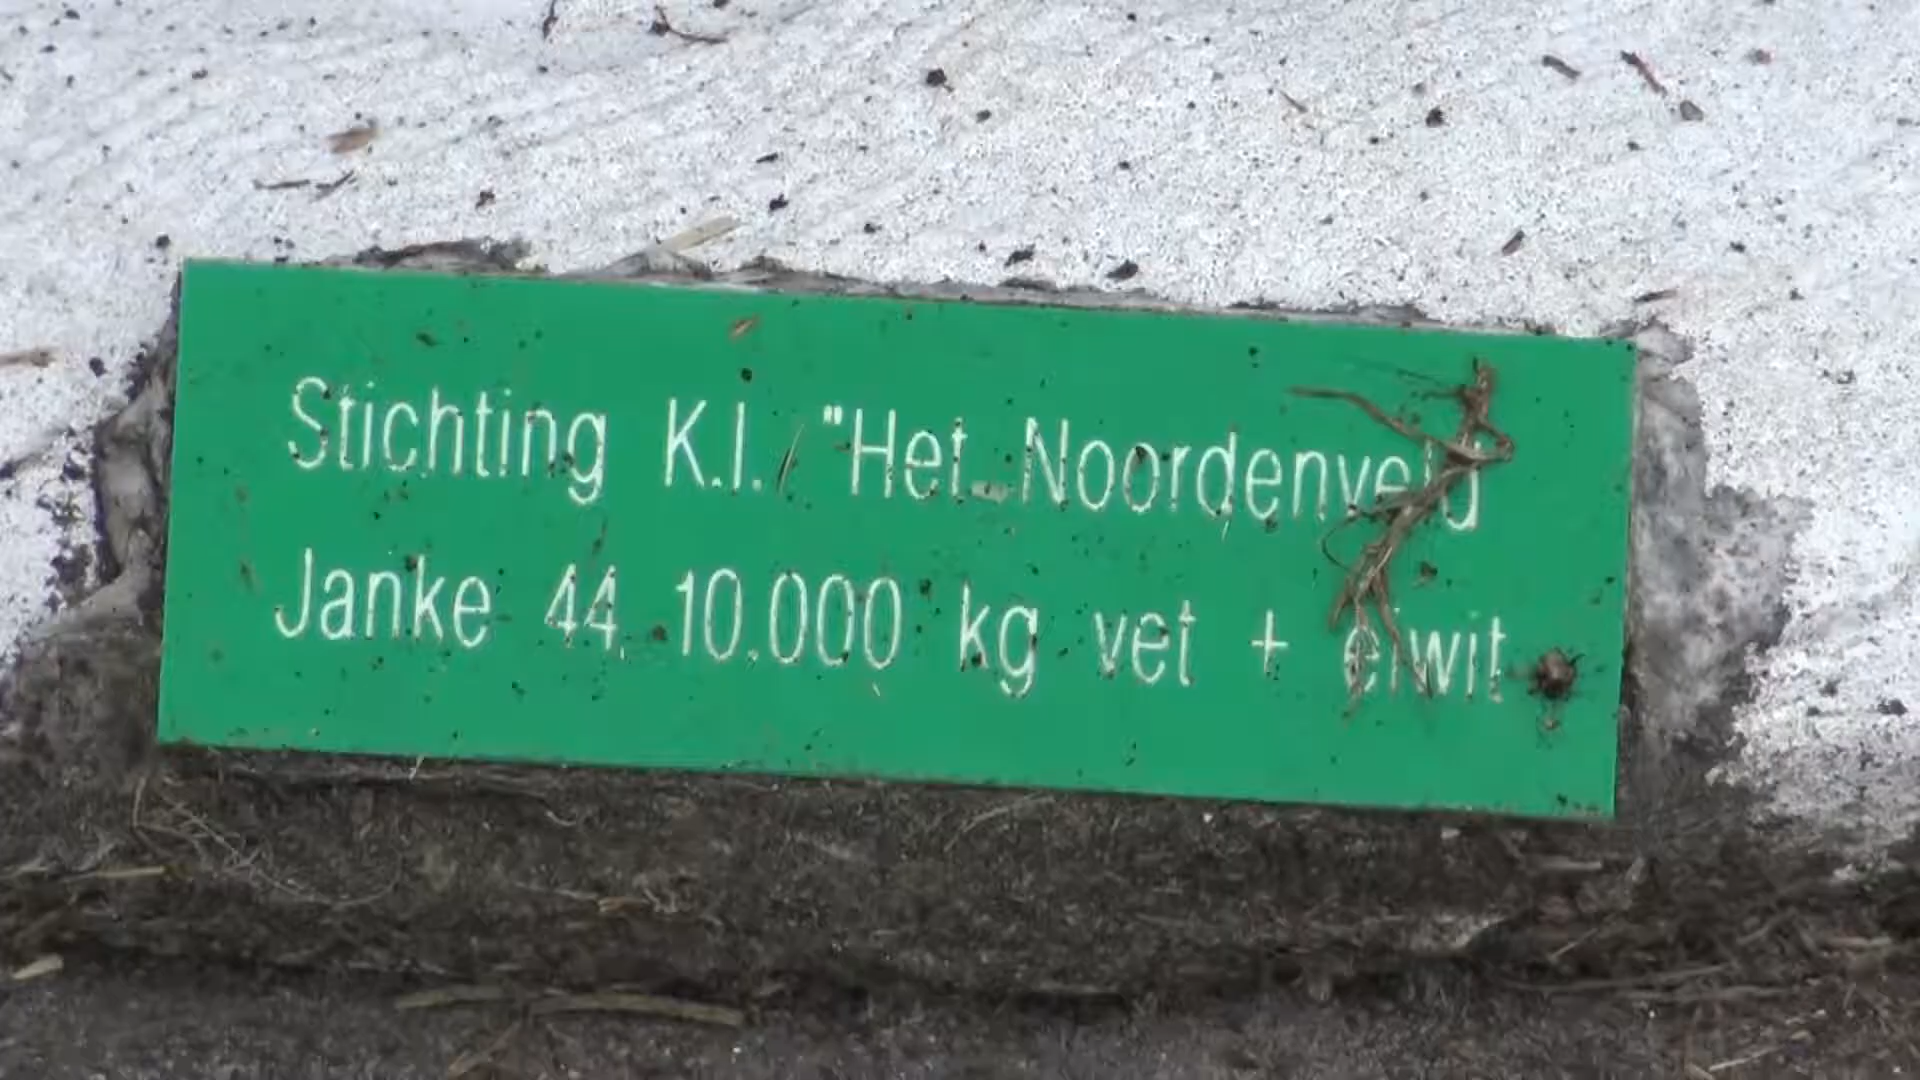 Stichting K.I. "Het Noordenveld
Janke 44 10.000 kg vet + eiwit